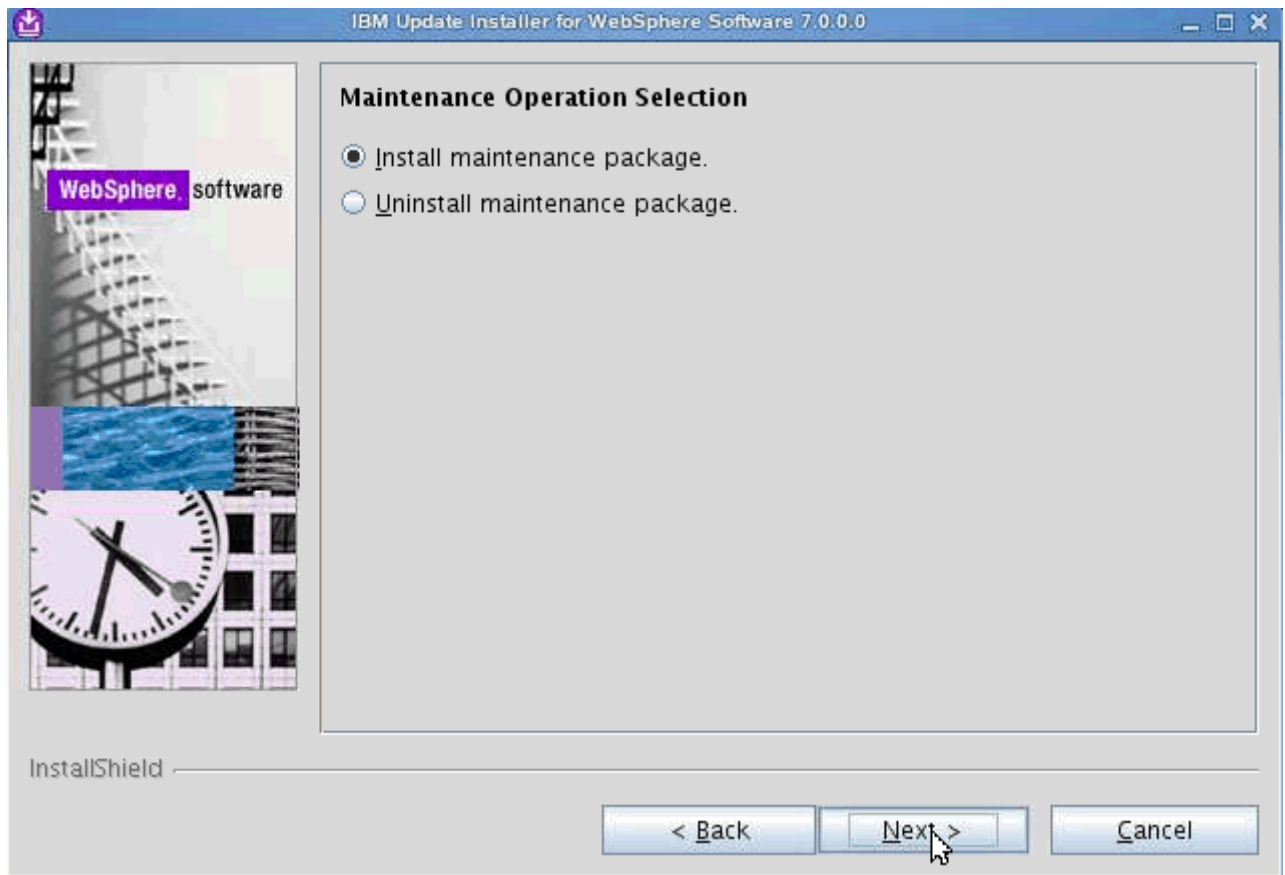 IBM Update Installer for WebSphere Software 7.0.0.0
WebSphere. software
Maintenance Operation Selection
Install maintenance package.
Uninstall maintenance package.
InstallShield
< Back
Next >
Cancel